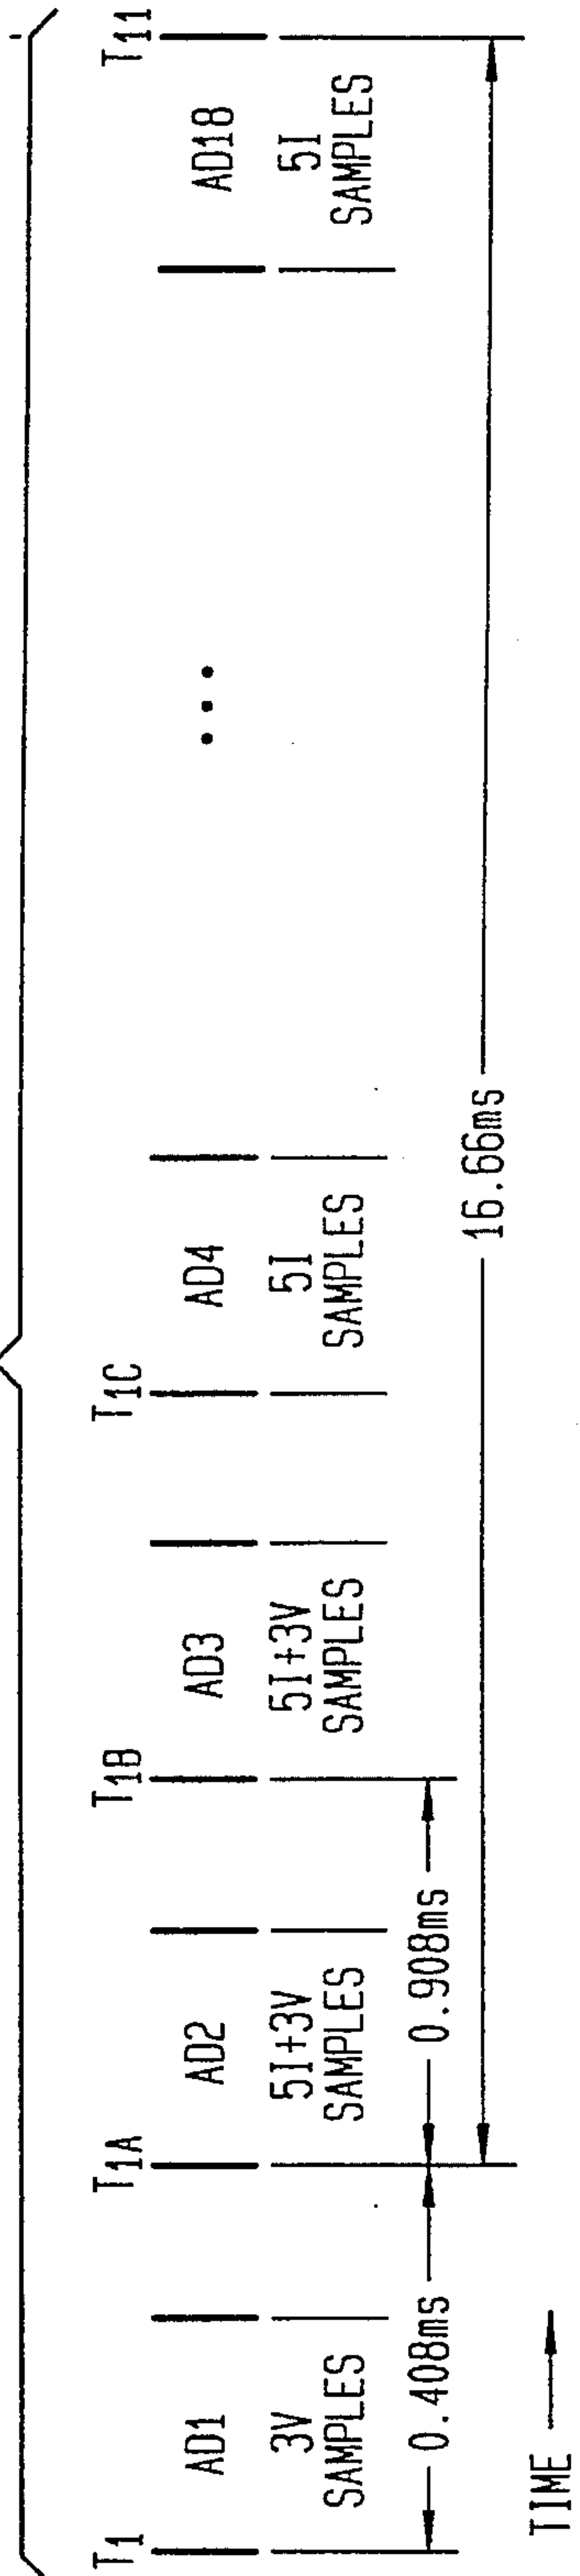 T1 T1A T1B T1C T11
AD1 AD2 AD3 AD4 ••• AD18
3V 5I+3V 5I+3V 5I 5I
SAMPLES SAMPLES SAMPLES SAMPLES SAMPLES
0.408ms 0.908ms
16.66ms
TIME